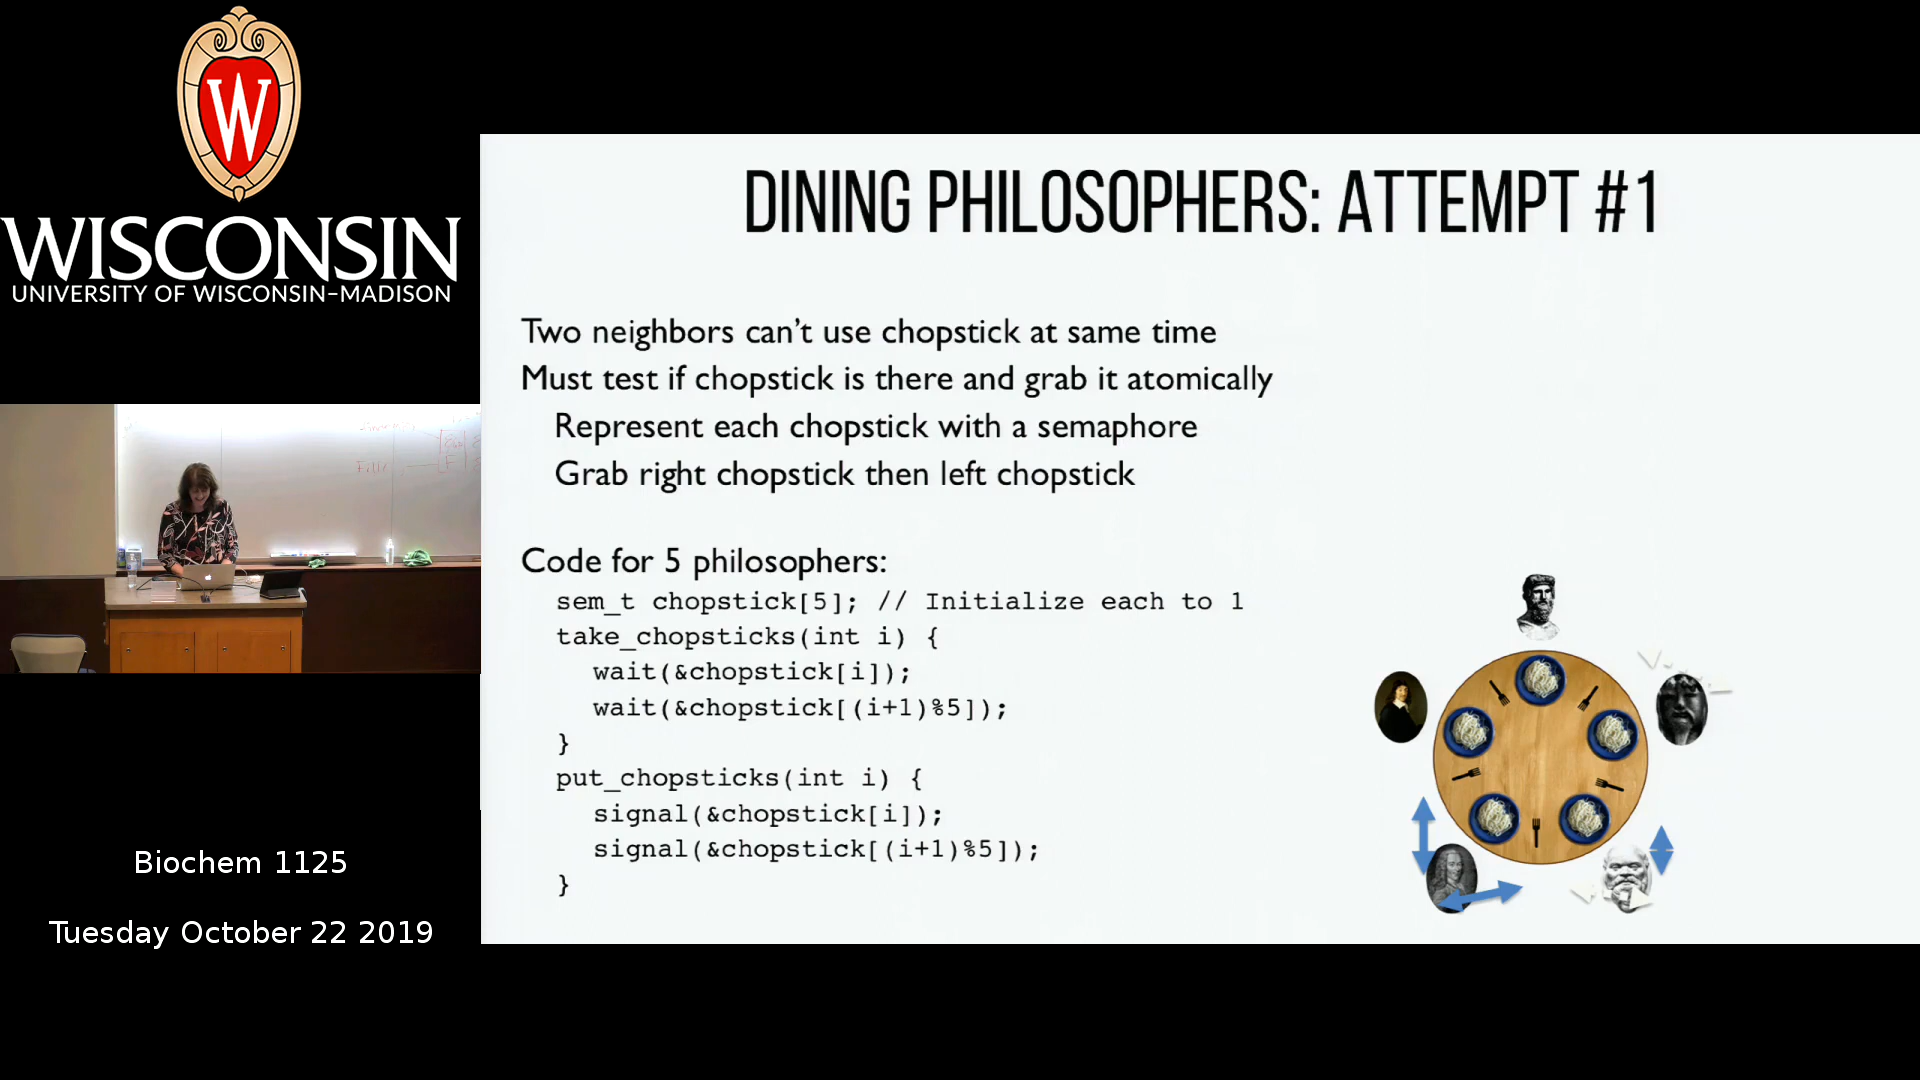 W
WISCONSIN
UNIVERSITY OF WISCONSIN-MADISON
DINING PHILOSOPHERS: ATTEMPT #1
Two neighbors can't use chopstick at same time
Must test if chopstick is there and grab it atomically
Represent each chopstick with a semaphore
Grab right chopstick then left chopstick
Code for 5 philosophers:
sem_t chopstick[5]; // Initialize each to 1
take_chopsticks(int i) {
wait(&chopstick[i]);
wait(&chopstick[(i+1)%5]);
}
put_chopsticks(int i) {
signal(&chopstick[i]);
signal(&chopstick[(i+1)%5]);
}
Biochem 1125
Tuesday October 22 2019